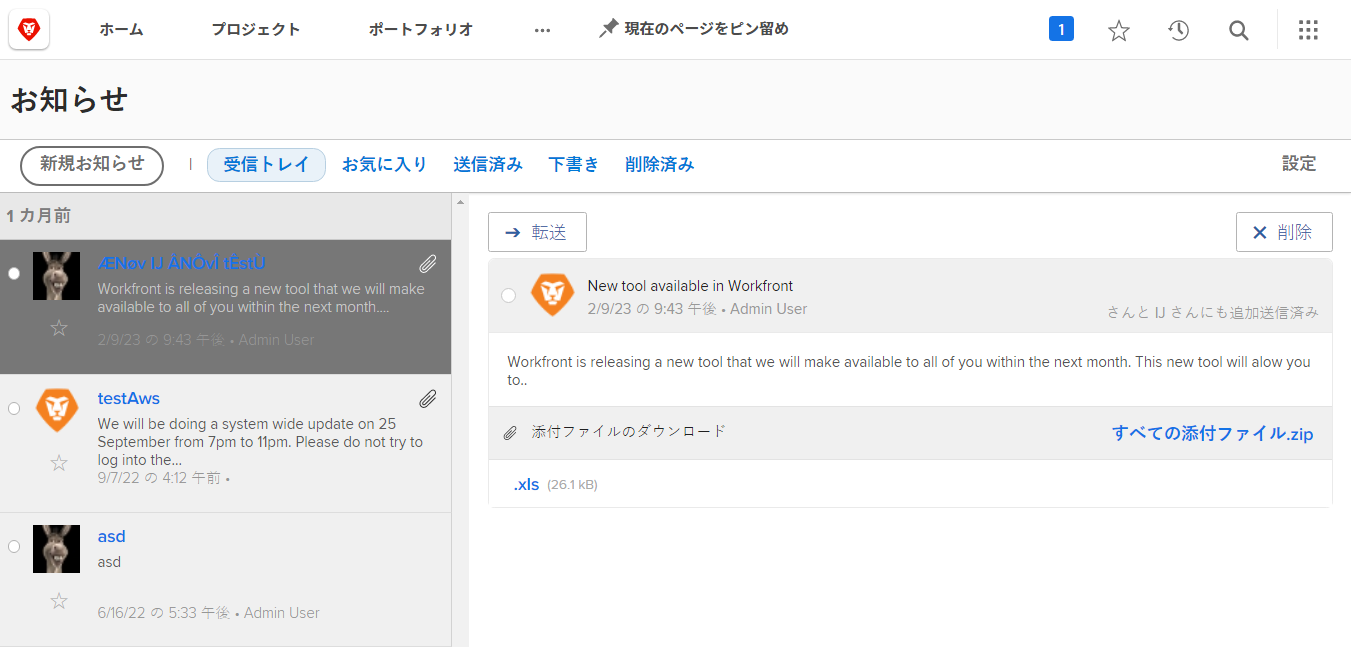 ホーム プロジェクト ポートフォリオ ... 現在のページをピン留め 1
お知らせ
新規お知らせ | 受信トレイ お気に入り 送信済み 下書き 削除済み 設定
1 カ月前
ÆNøv IJ ÁNÖvÍ tËstÙ
Workfront is releasing a new tool that we will make
available to all of you within the next month....
2/9/23 の 9:43 午後 • Admin User
testAws
We will be doing a system wide update on 25
September from 7pm to 11pm. Please do not try to
log into the...
9/7/22 の 4:12 午前 •
asd
asd
6/16/22 の 5:33 午後 • Admin User
転送 削除
New tool available in Workfront
2/9/23 の 9:43 午後 • Admin User
さんと IJ さんにも追加送信済み
Workfront is releasing a new tool that we will make available to all of you within the next month. This new tool will alow you
to..
添付ファイルのダウンロード すべての添付ファイル.zip
.xls (26.1 kB)